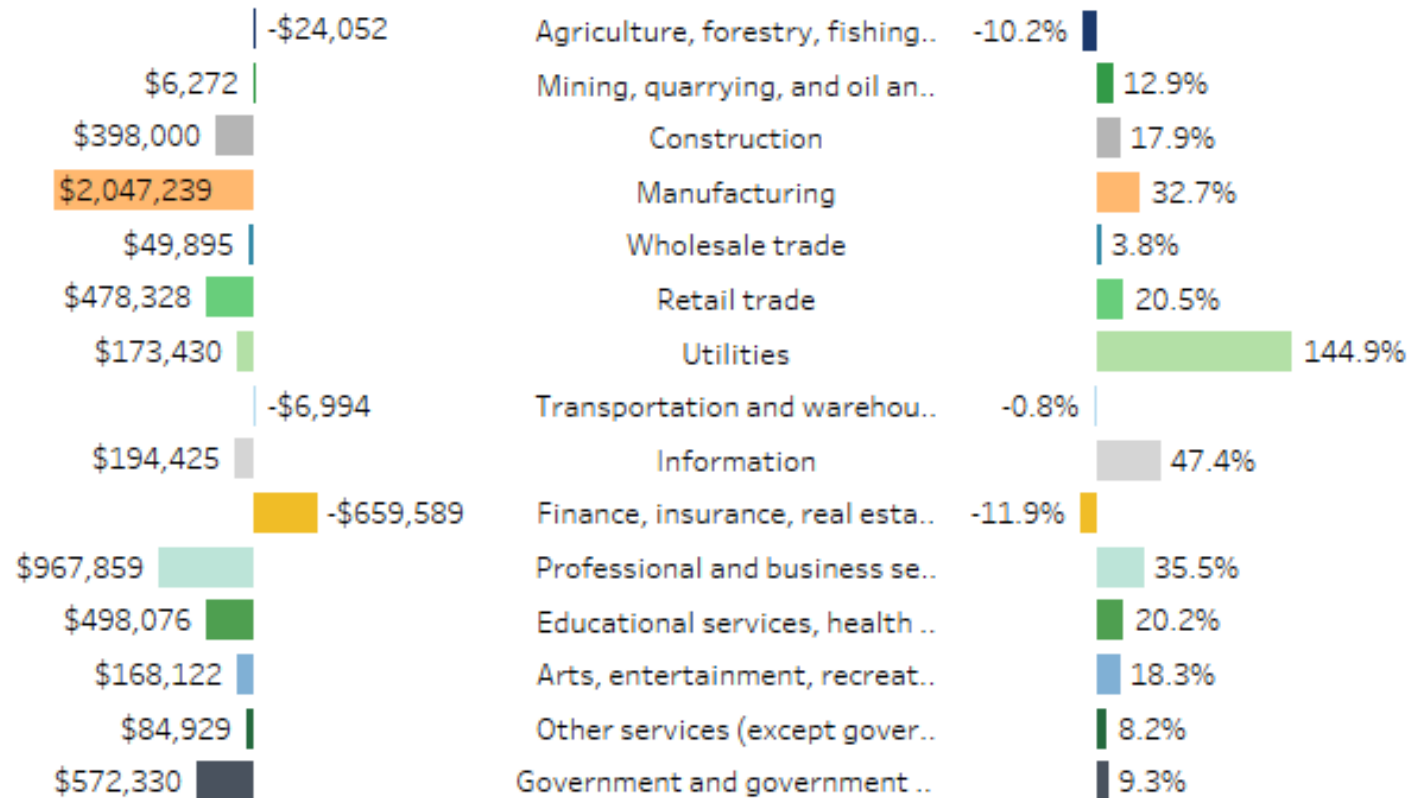 -$24,052 Agriculture, forestry, fishing.. -10.2%
$6,272 Mining, quarrying, and oil an.. 12.9%
$398,000 Construction 17.9%
$2,047,239 Manufacturing 32.7%
$49,895 Wholesale trade 3.8%
$478,328 Retail trade 20.5%
$173,430 Utilities 144.9%
-$6,994 Transportation and warehou.. -0.8%
$194,425 Information 47.4%
-$659,589 Finance, insurance, real esta.. -11.9%
$967,859 Professional and business se.. 35.5%
$498,076 Educational services, health .. 20.2%
$168,122 Arts, entertainment, recreat.. 18.3%
$84,929 Other services (except gover.. 8.2%
$572,330 Government and government .. 9.3%